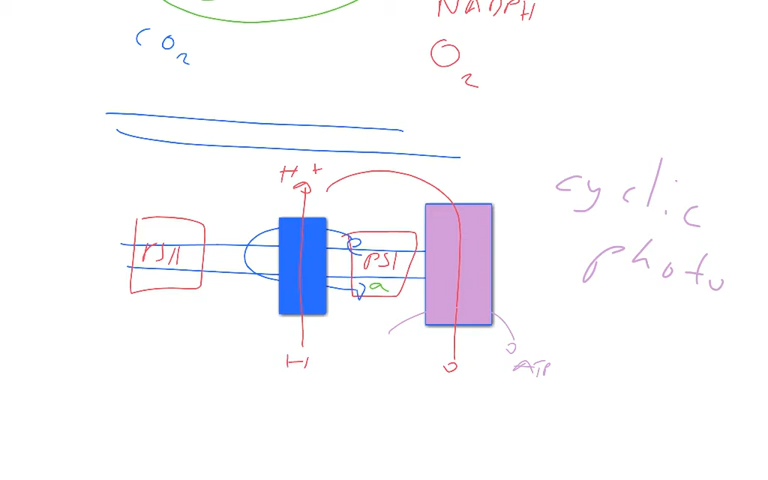 NADPH
CO2
O2
H+
cyclic
photo
PSII
PSI
a
H
ATP